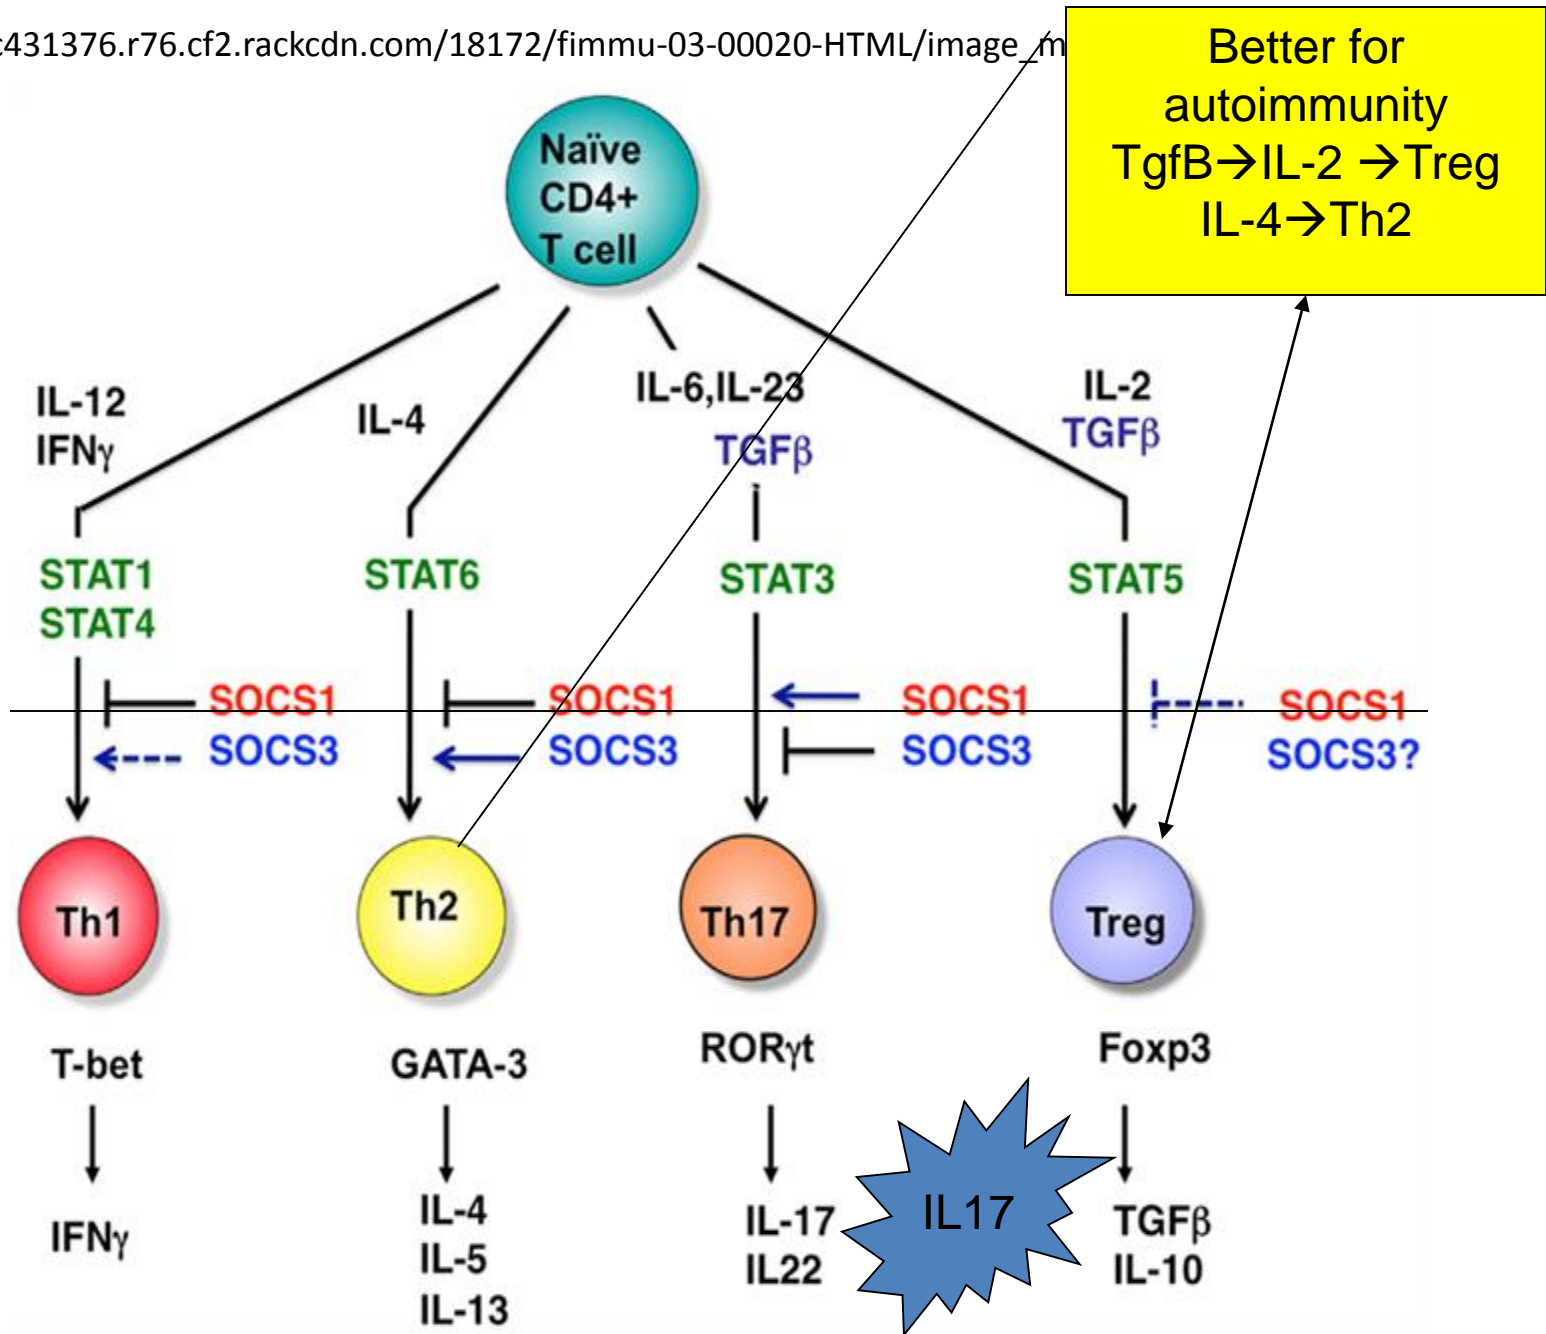 c431376.r76.cf2.rackcdn.com/18172/fimmu-03-00020-HTML/image_m
Better for
autoimmunity
TgfB→IL-2 →Treg
IL-4→Th2
Naïve
CD4+
T cell
IL-12
IFNγ
IL-4
IL-6,IL-23
TGFβ
IL-2
TGFβ
STAT1
STAT4
STAT6
STAT3
STAT5
SOCS1
SOCS3
SOCS1
SOCS3
SOCS1
SOCS3
SOCS1
SOCS3?
Th1
Th2
Th17
Treg
T-bet
GATA-3
RORγt
Foxp3
IFNγ
IL-4
IL-5
IL-13
IL-17
IL22
IL17
TGFβ
IL-10